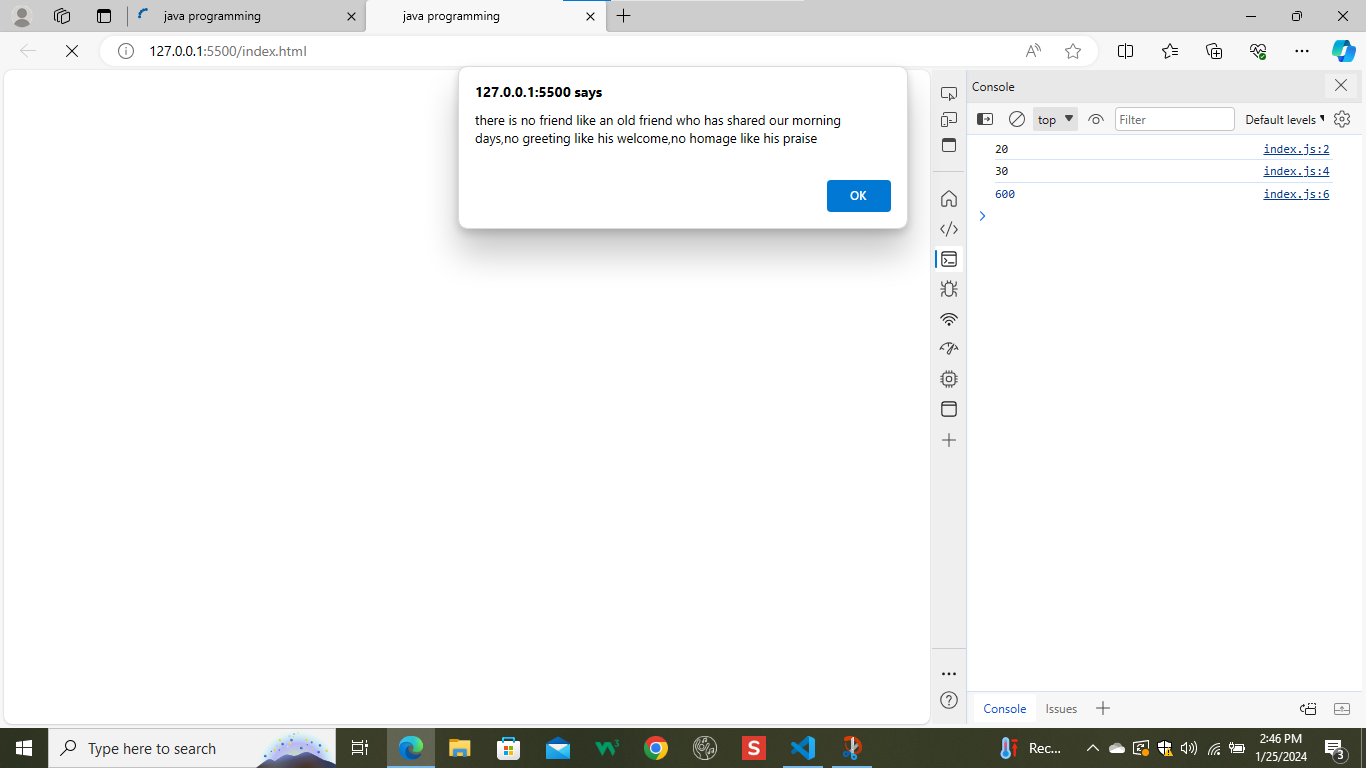 java programming
java programming
127.0.0.1:5500/index.html
127.0.0.1:5500 says
there is no friend like an old friend who has shared our morning
days,no greeting like his welcome,no homage like his praise
OK
Console
top
Filter
Default levels
20 index.js:2
30 index.js:4
600 index.js:6
Console Issues
Type here to search
W3
S
Rec...
2:46 PM
1/25/2024
3